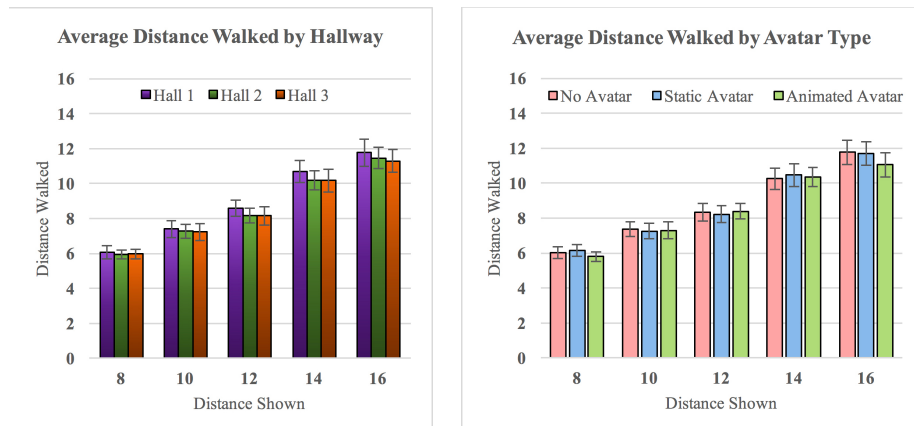 Average Distance Walked by Hallway
16
14
12
10
8
6
4
2
0
Hall 1 Hall 2 Hall 3
Distance Walked
8 10 12 14 16
Distance Shown
Average Distance Walked by Avatar Type
16
14
12
10
8
6
4
2
0
No Avatar Static Avatar Animated Avatar
Distance Walked
8 10 12 14 16
Distance Shown